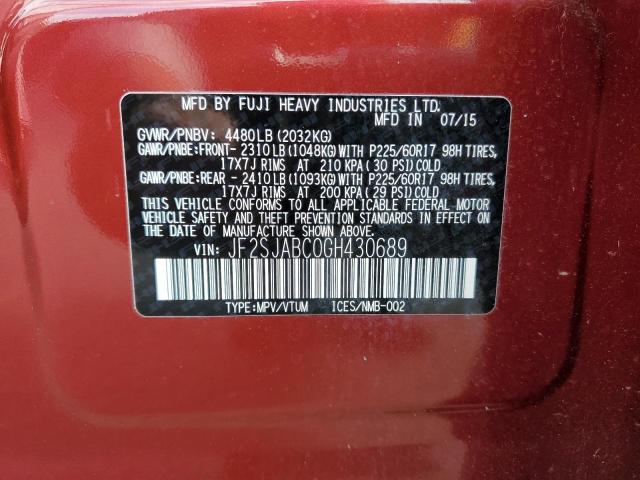 MFD BY FUJI HEAVY INDUSTRIES LTD.
MFD IN 07/15
GVWR/PNBV: 4480LB (2032KG)
GAWR/PNBE:FRONT- 2310LB (1048KG) WITH P225/60R17 98H TIRES,
17X7J RIMS AT 210 KPA ( 30 PSI) COLD
GAWR/PNBE:REAR - 2410LB (1093KG) WITH P225/60R17 98H TIRES,
17X7J RIMS AT 200 KPA (29 PSI) COLD
THIS VEHICLE CONFORMS TO ALL APPLICABLE FEDERAL MOTOR
VEHICLE SAFETY AND THEFT PREVENTION STANDARDS IN EFFECT ON
THE DATE OF MANUFACTURE SHOWN ABOVE.
VIN: JF2SJABC0GH430689
TYPE:MPV/VTUM ICES/NMB-002